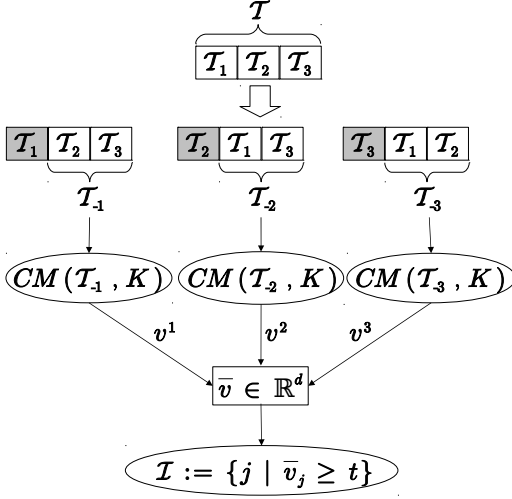 𝒯
𝒯₁ 𝒯₂ 𝒯₃
𝒯₁ 𝒯₂ 𝒯₃ 𝒯₂ 𝒯₁ 𝒯₃ 𝒯₃ 𝒯₁ 𝒯₂
𝒯₋₁ 𝒯₋₂ 𝒯₋₃
CM (𝒯₋₁ , K) CM (𝒯₋₂ , K) CM (𝒯₋₃ , K)
v¹ v² v³
v̅ ∈ ℝᵈ
ℐ := {j | v̅ⱼ ≥ t}